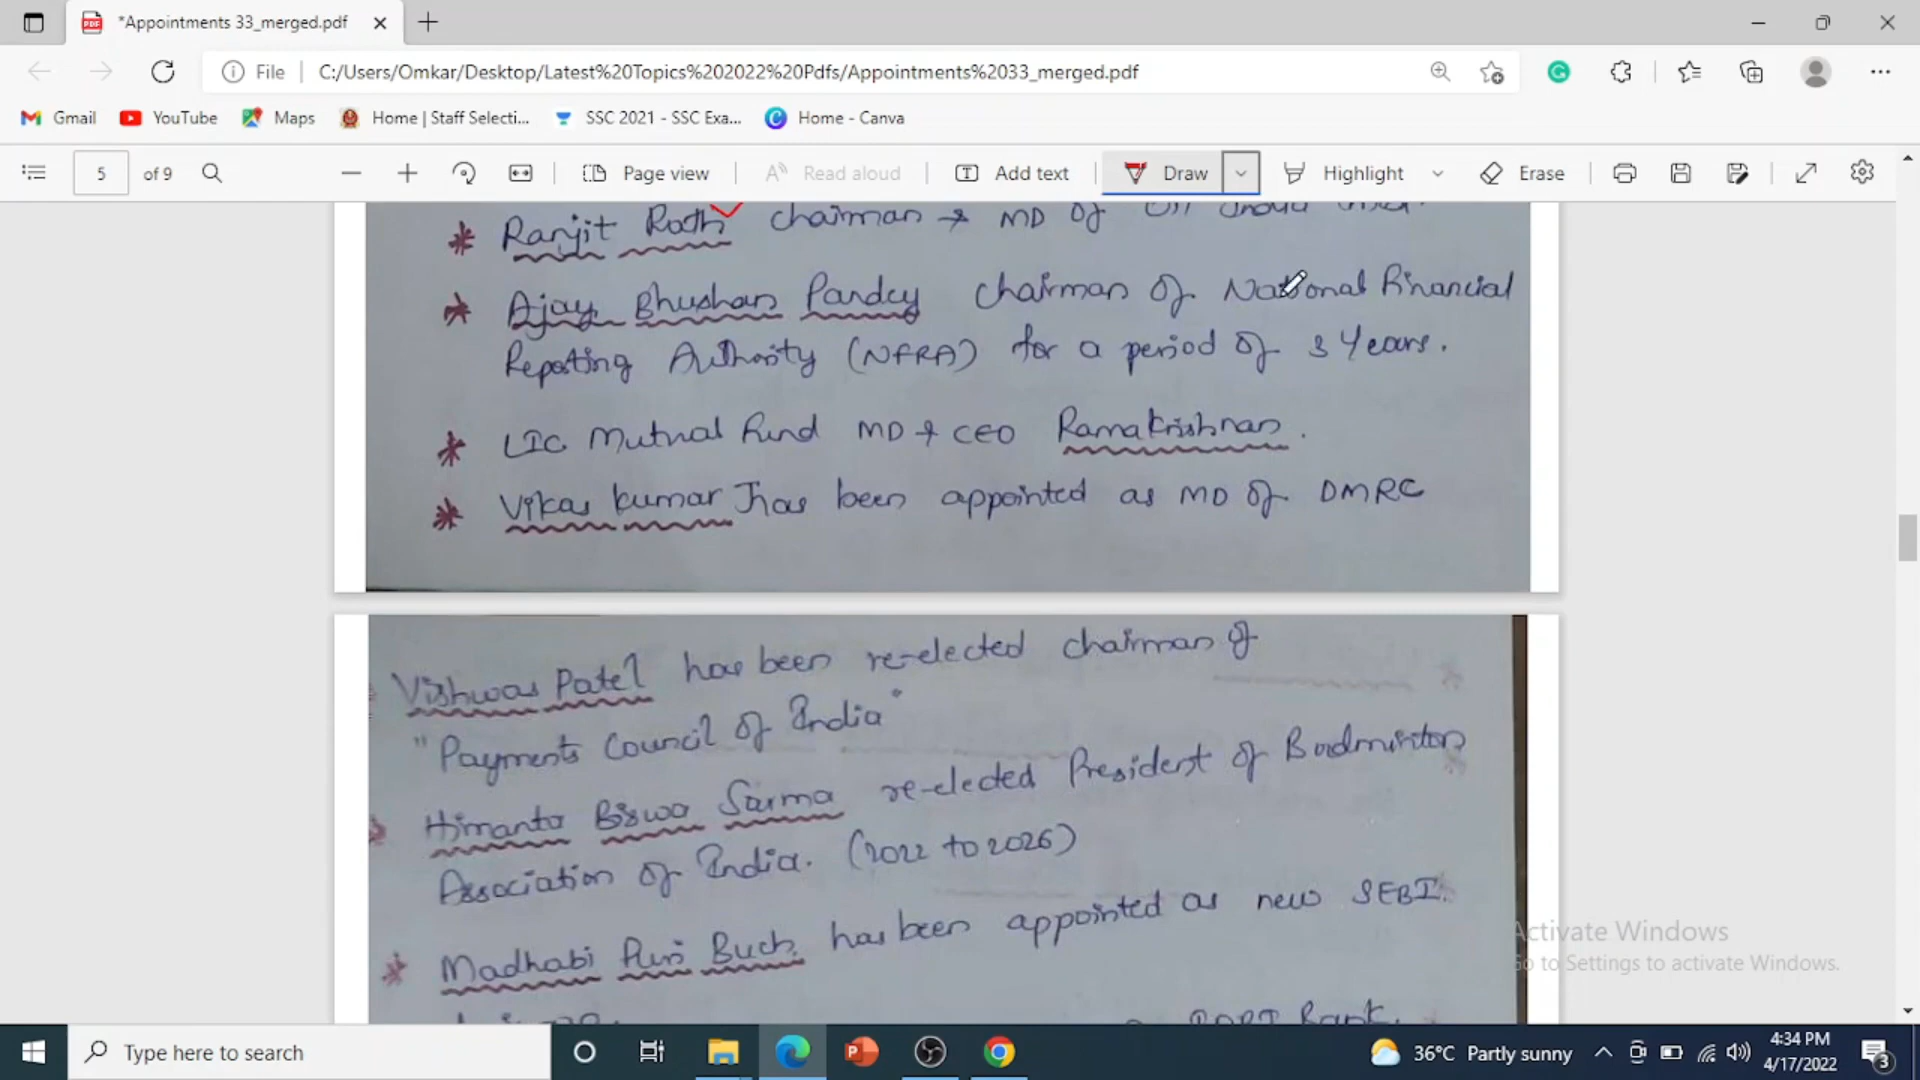 *Appointments 33_merged.pdf
File C:/Users/Omkar/Desktop/Latest%20Topics%202022%20Pdfs/Appointments%2033_merged.pdf
Gmail YouTube Maps Home | Staff Selecti... SSC 2021 - SSC Exa... Home - Canva
5 of 9 Page view Read aloud Add text Draw Highlight Erase
* Ranjit Rath chairman + MD of Oil India
* Ajay Bhushan Pandey chairman of National Financial
Reporting Authority (NFRA) for a period of 3 Years.
* LIC Mutual Fund MD + CEO Ramakrishnan.
* Vikas kumar has been appointed as MD of DMRC
Vishwas Patel has been re-elected chairman of
"Payments Council of India"
Himanta Biswa Sarma re-elected President of Badminton
Association of India. (2022 to 2026)
* Madhabi Puri Buch has been appointed as new SEBI.
Bank.
Activate Windows
Go to Settings to activate Windows.
Type here to search
36°C Partly sunny
4:34 PM
4/17/2022
3